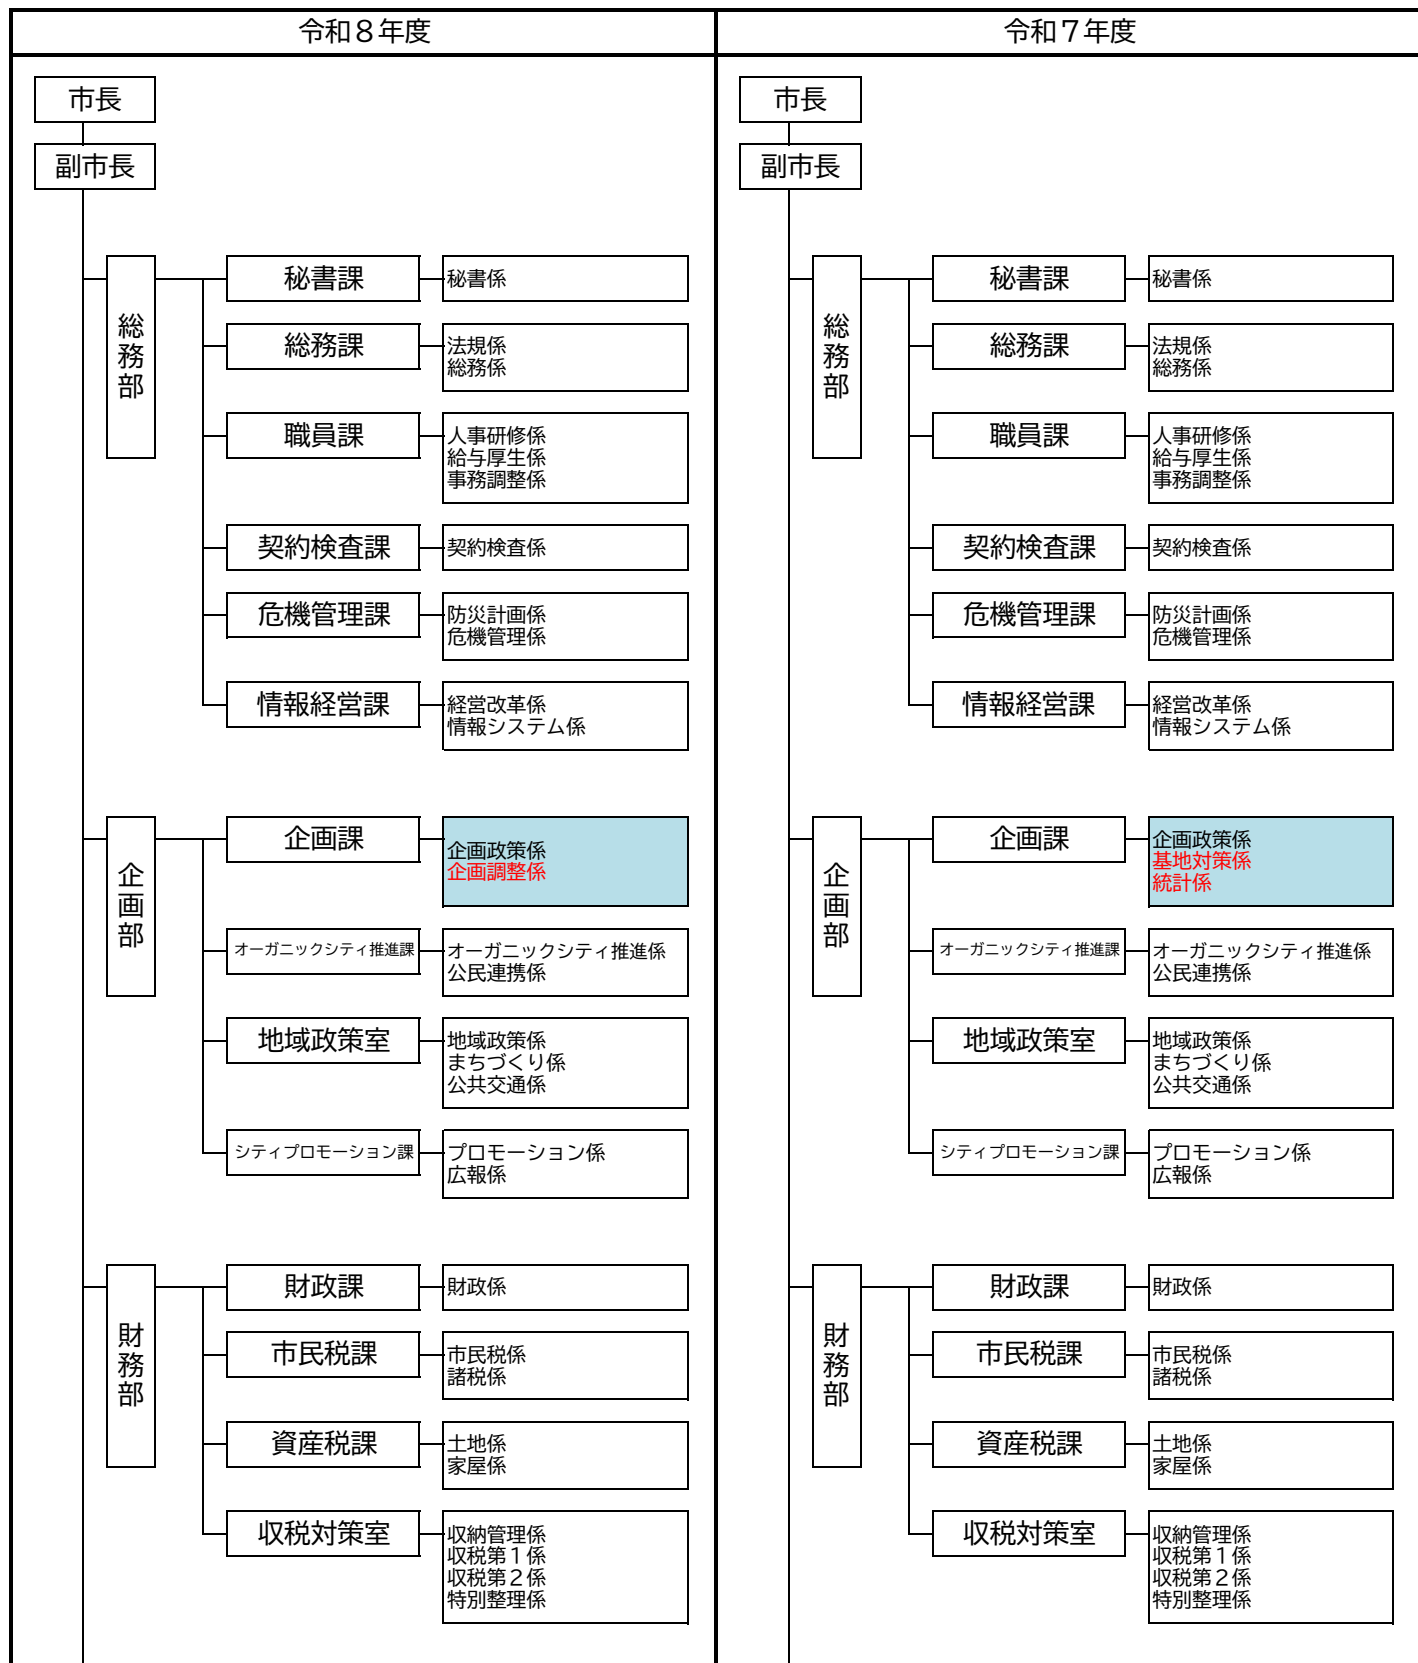 令和８年度
市長
副市長
総務部
秘書課
秘書係
総務課
法規係
総務係
職員課
人事研修係
給与厚生係
事務調整係
契約検査課
契約検査係
危機管理課
防災計画係
危機管理係
情報経営課
経営改革係
情報システム係
企画部
企画課
企画政策係
企画調整係
オーガニックシティ推進課
オーガニックシティ推進係
公民連携係
地域政策室
地域政策係
まちづくり係
公共交通係
シティプロモーション課
プロモーション係
広報係
財務部
財政課
財政係
市民税課
市民税係
諸税係
資産税課
土地係
家屋係
収税対策室
収納管理係
収税第１係
収税第２係
特別整理係
令和７年度
市長
副市長
総務部
秘書課
秘書係
総務課
法規係
総務係
職員課
人事研修係
給与厚生係
事務調整係
契約検査課
契約検査係
危機管理課
防災計画係
危機管理係
情報経営課
経営改革係
情報システム係
企画部
企画課
企画政策係
基地対策係
統計係
オーガニックシティ推進課
オーガニックシティ推進係
公民連携係
地域政策室
地域政策係
まちづくり係
公共交通係
シティプロモーション課
プロモーション係
広報係
財務部
財政課
財政係
市民税課
市民税係
諸税係
資産税課
土地係
家屋係
収税対策室
収納管理係
収税第１係
収税第２係
特別整理係